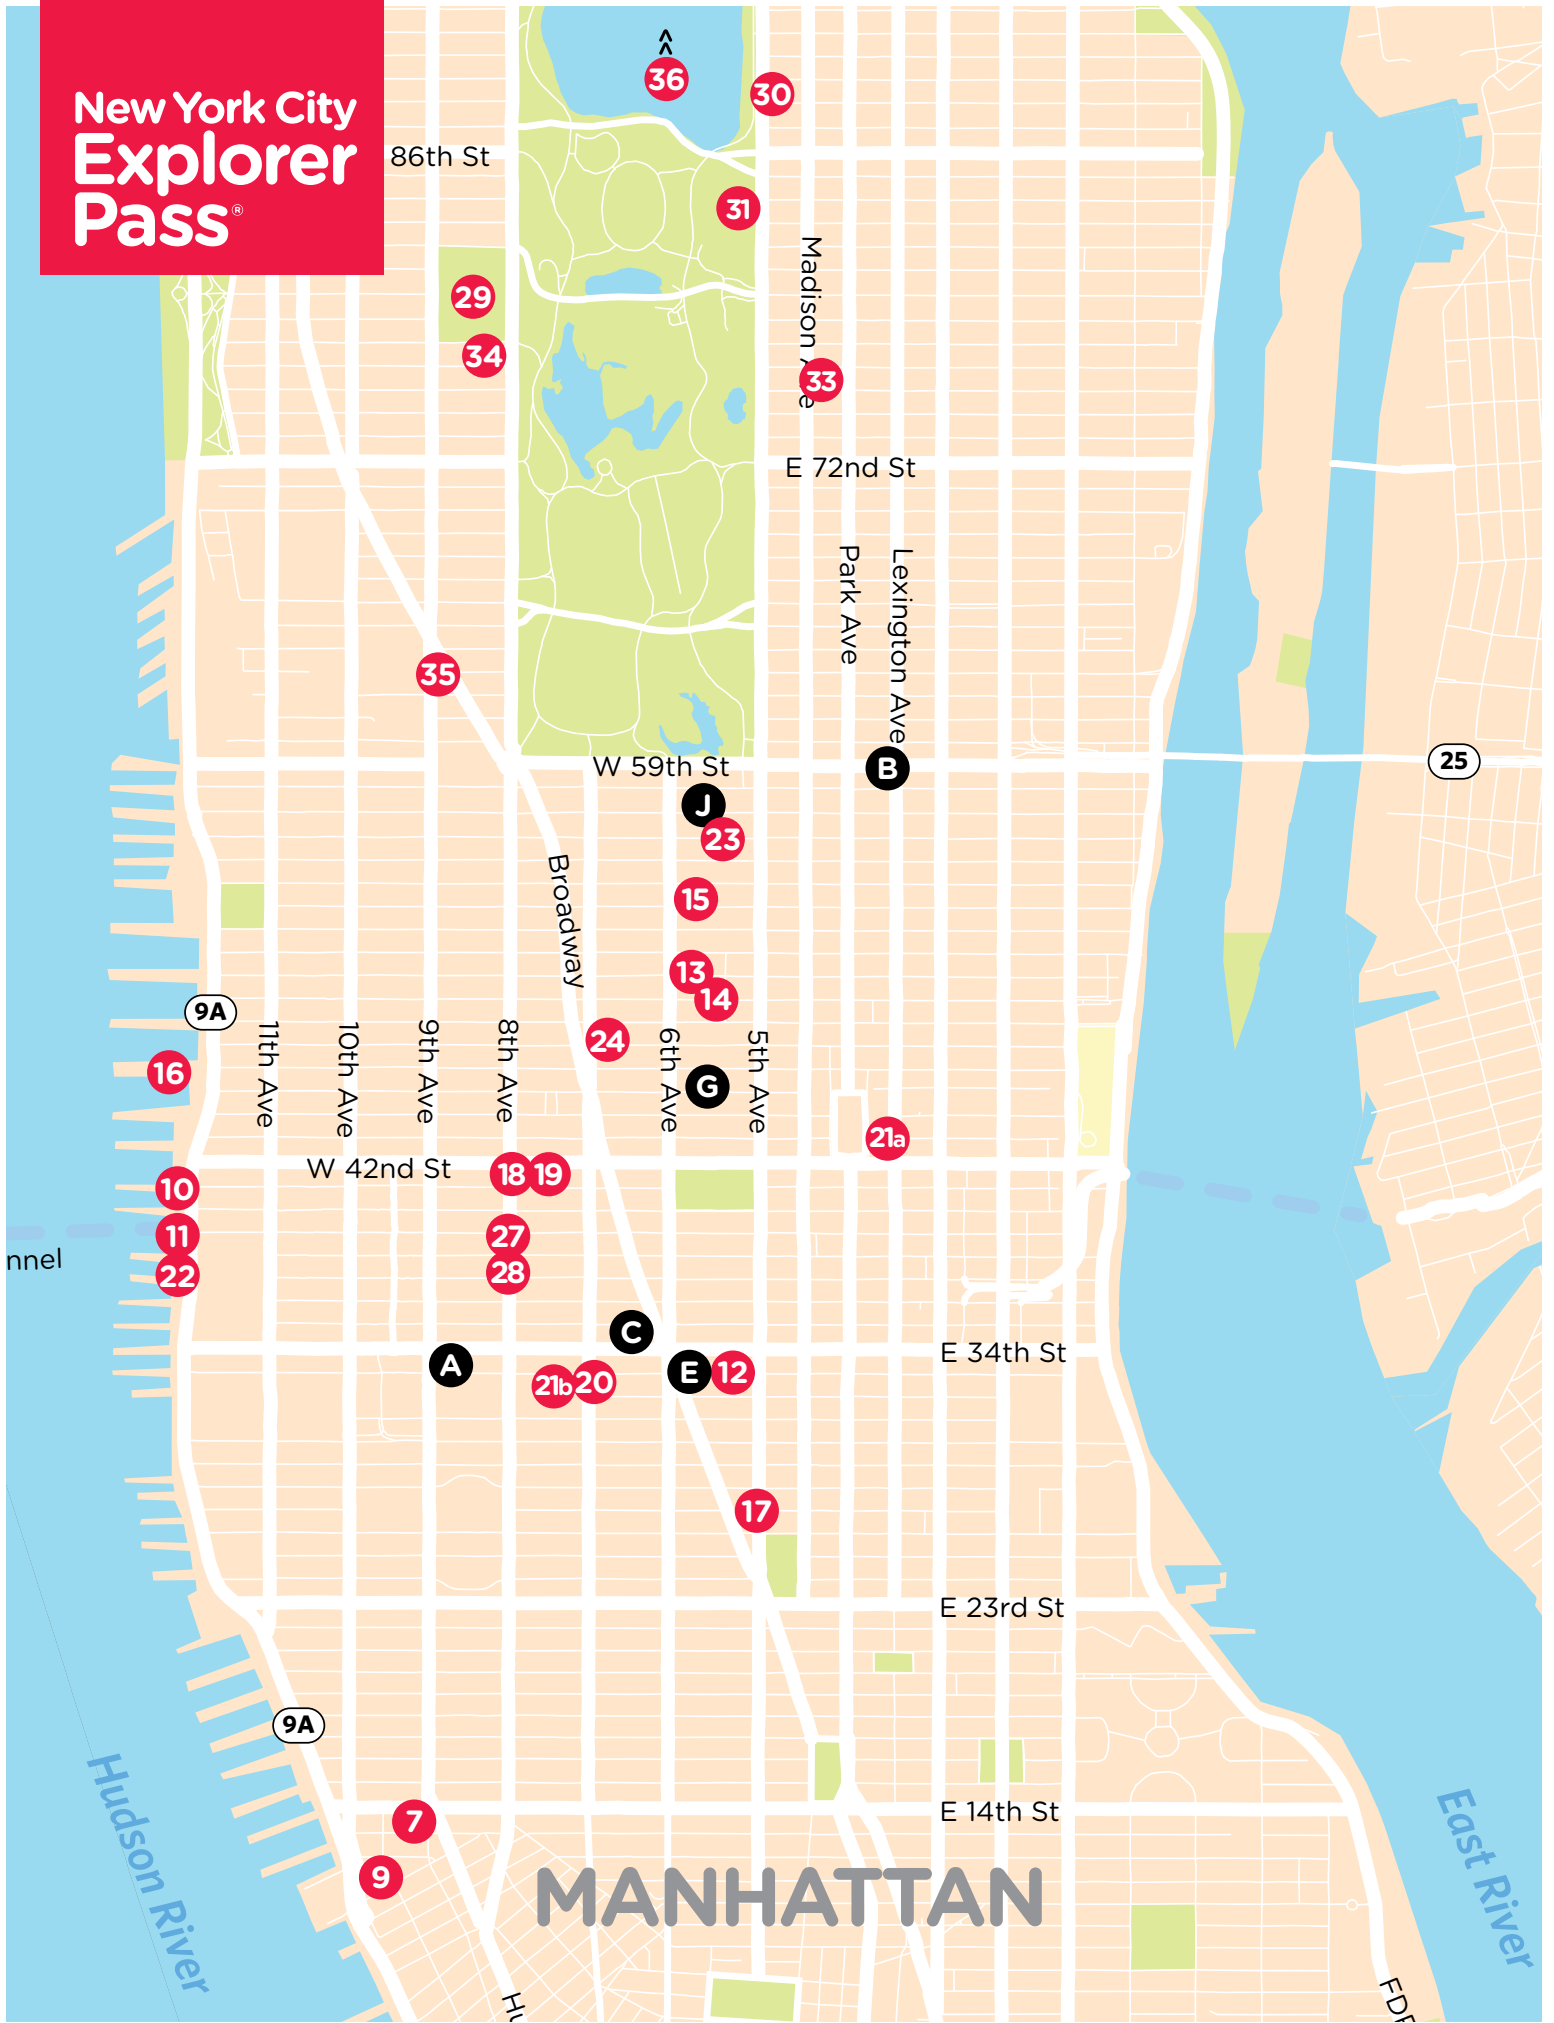 New York City
Explorer
Pass®
36
30
86th St
31
Madison Ave
29
34
33
E 72nd St
Park Ave
Lexington Ave
35
W 59th St
B
25
J
23
Broadway
15
13
14
9A
11th Ave
10th Ave
9th Ave
8th Ave
24
6th Ave
5th Ave
16
G
21a
W 42nd St
18
19
10
11
27
nnel
22
28
C
A
E 34th St
E
12
21b
20
17
E 23rd St
9A
Hudson River
7
E 14th St
East River
9
MANHATTAN